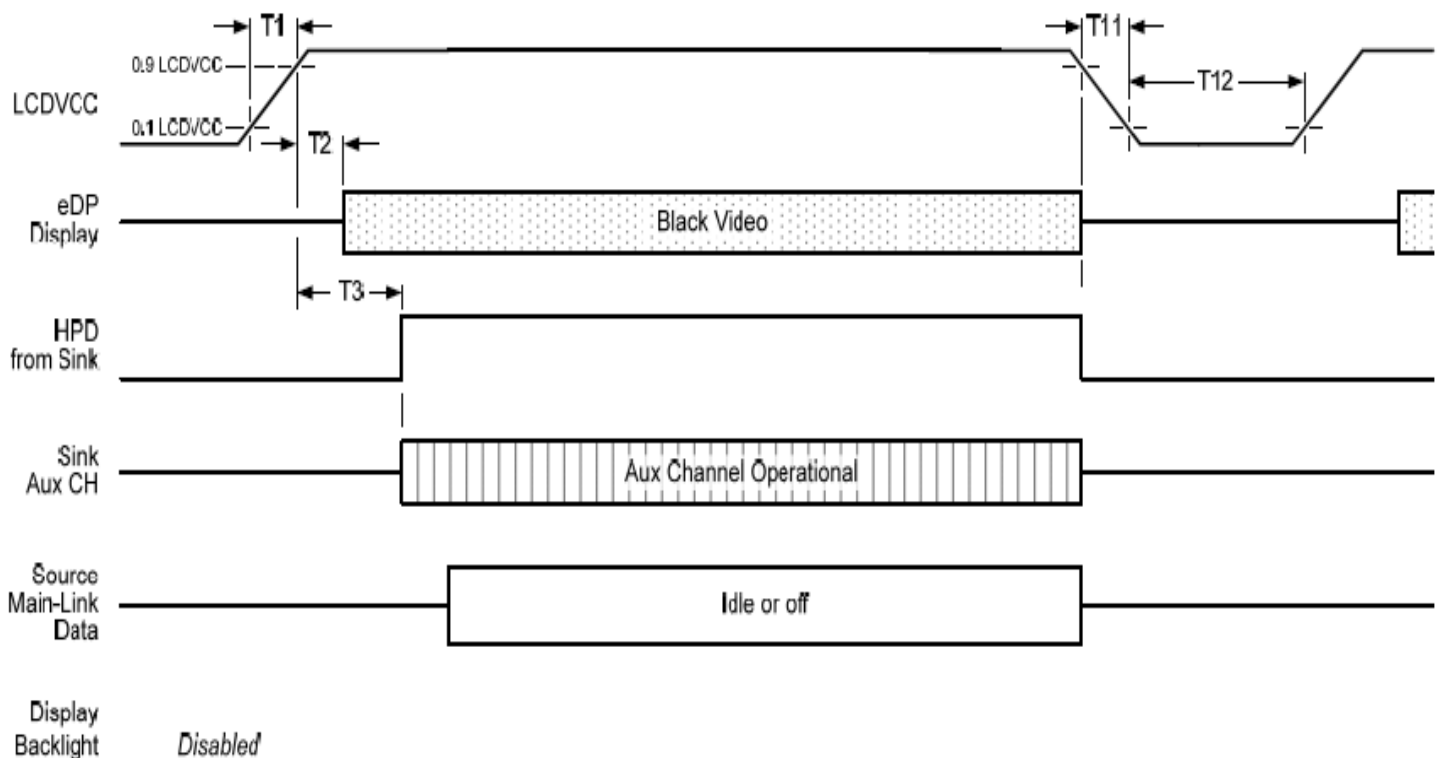 T1
T11
0.9 LCDVCC
T12
LCDVCC
0.1 LCDVCC
T2
eDP
Display
Black Video
T3
HPD
from Sink
Sink
Aux CH
Aux Channel Operational
Source
Main-Link
Data
Idle or off
Display
Backlight
Disabled